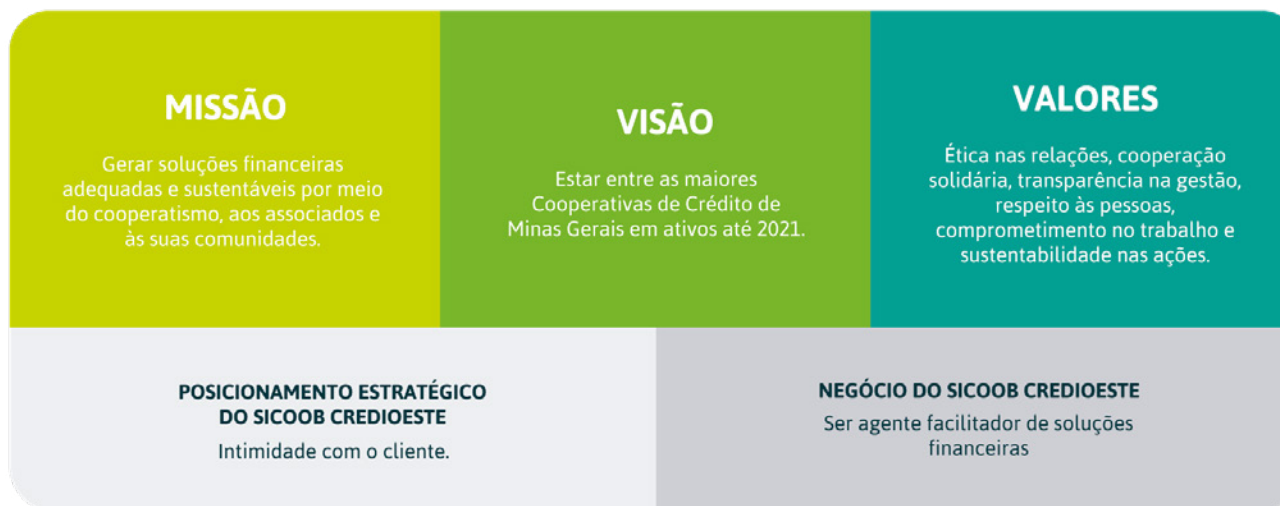 MISSÃO
Gerar soluções financeiras
adequadas e sustentáveis por meio
do cooperatismo, aos associados e
às suas comunidades.
VISÃO
Estar entre as maiores
Cooperativas de Crédito de
Minas Gerais em ativos até 2021.
VALORES
Ética nas relações, cooperação
solidária, transparência na gestão,
respeito às pessoas,
comprometimento no trabalho e
sustentabilidade nas ações.
POSICIONAMENTO ESTRATÉGICO
DO SICOOB CREDIOESTE
Intimidade com o cliente.
NEGÓCIO DO SICOOB CREDIOESTE
Ser agente facilitador de soluções
financeiras